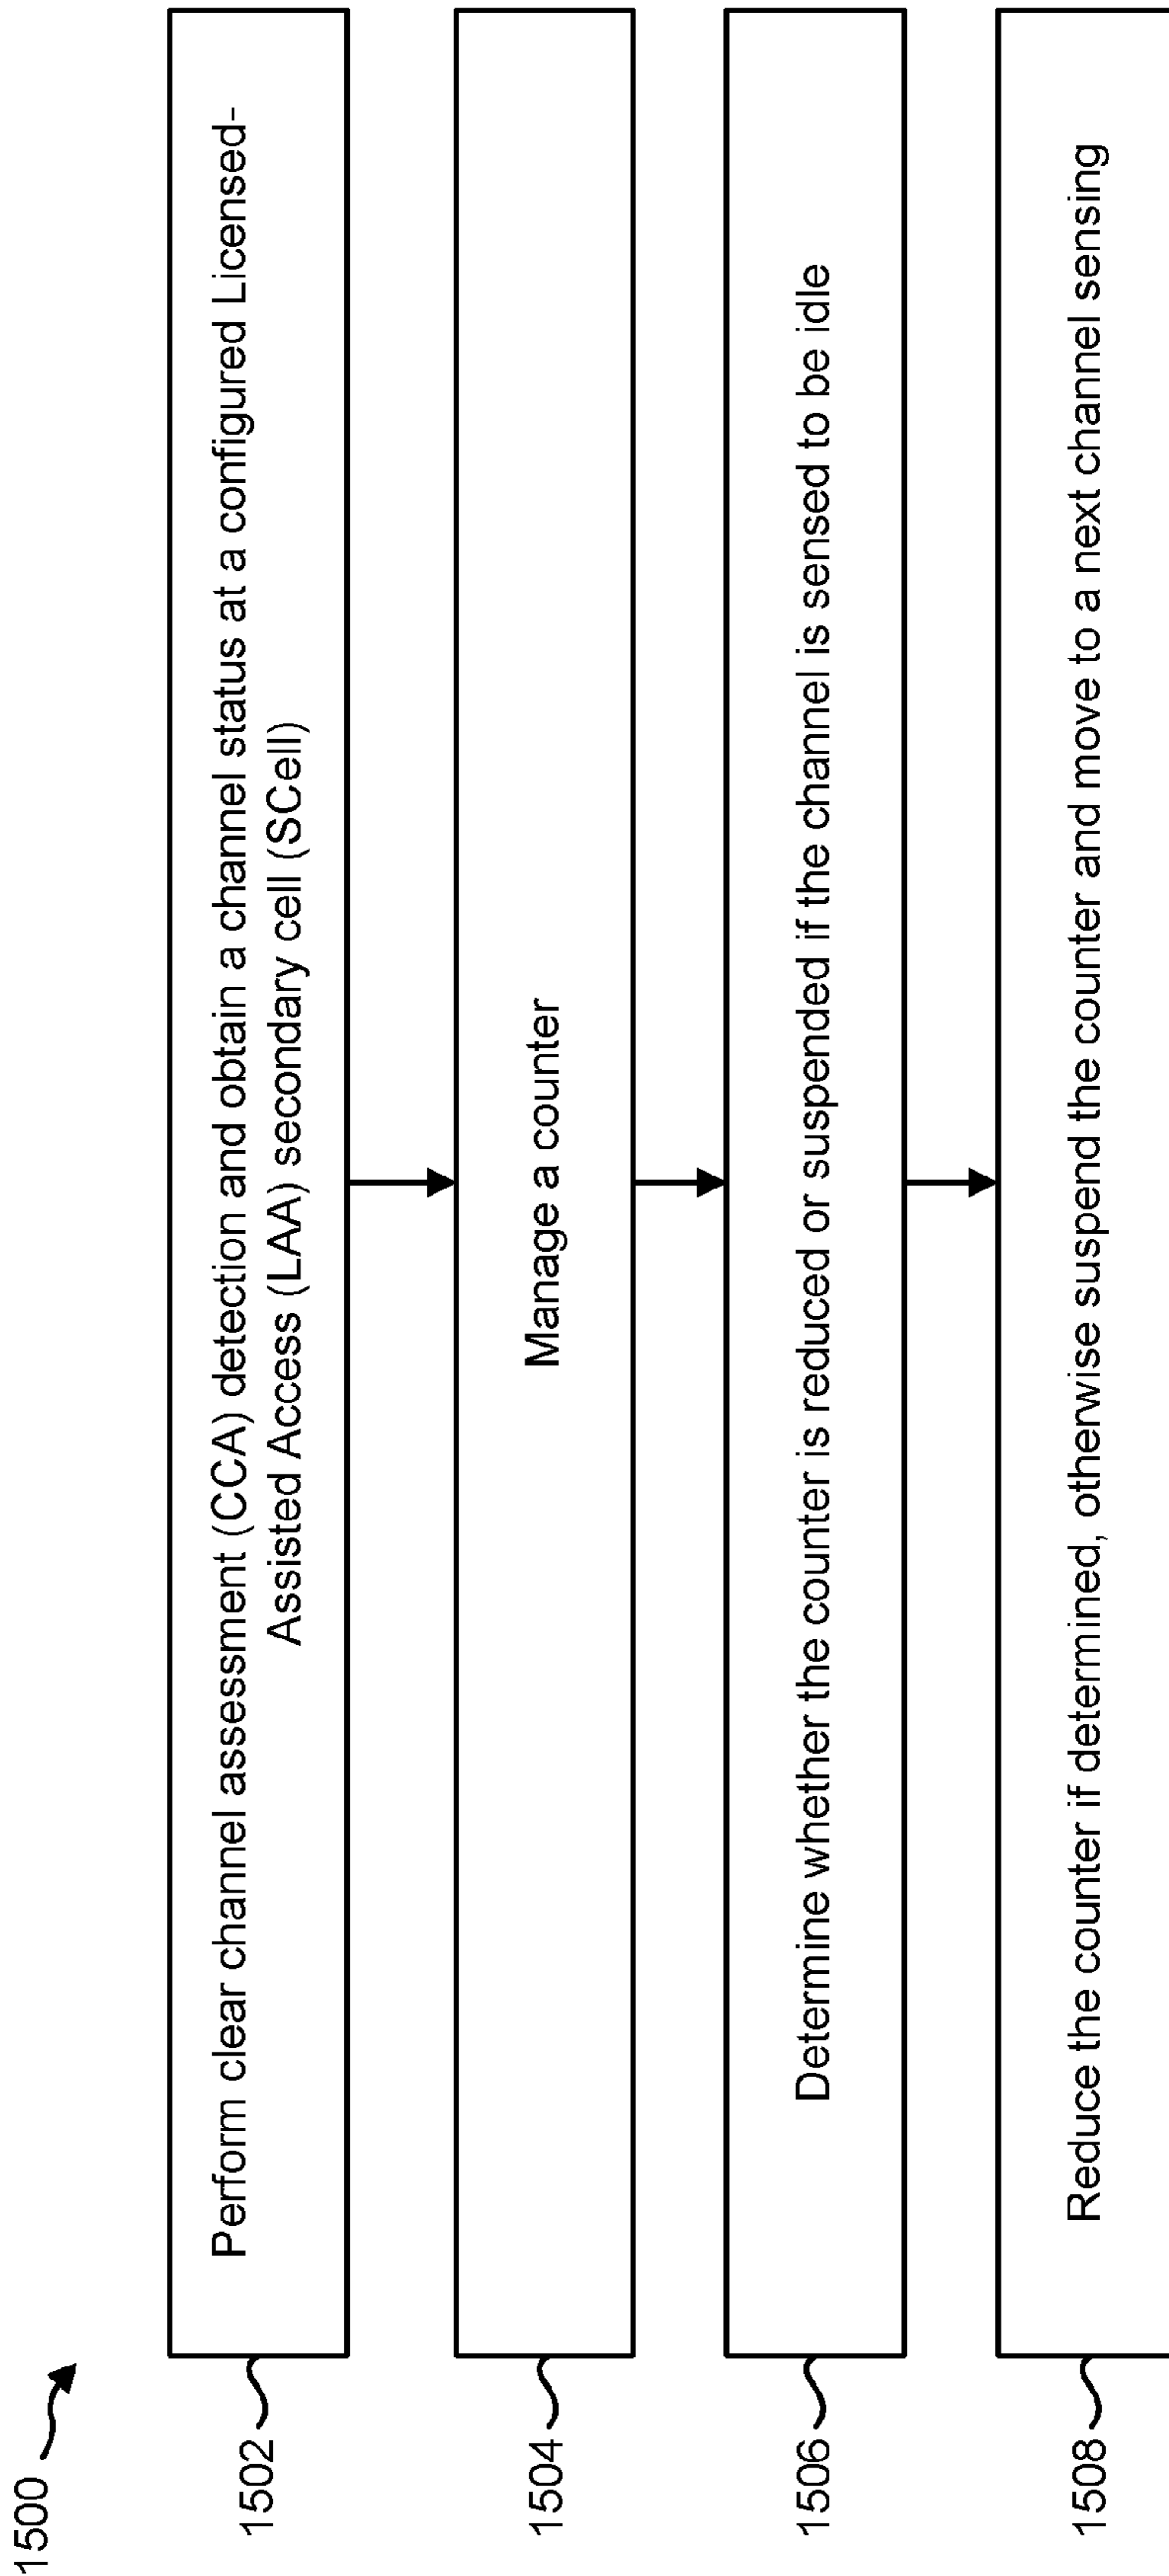 1500
1502
Perform clear channel assessment (CCA) detection and obtain a channel status at a configured Licensed-
Assisted Access (LAA) secondary cell (SCell)
1504
Manage a counter
1506
Determine whether the counter is reduced or suspended if the channel is sensed to be idle
1508
Reduce the counter if determined, otherwise suspend the counter and move to a next channel sensing